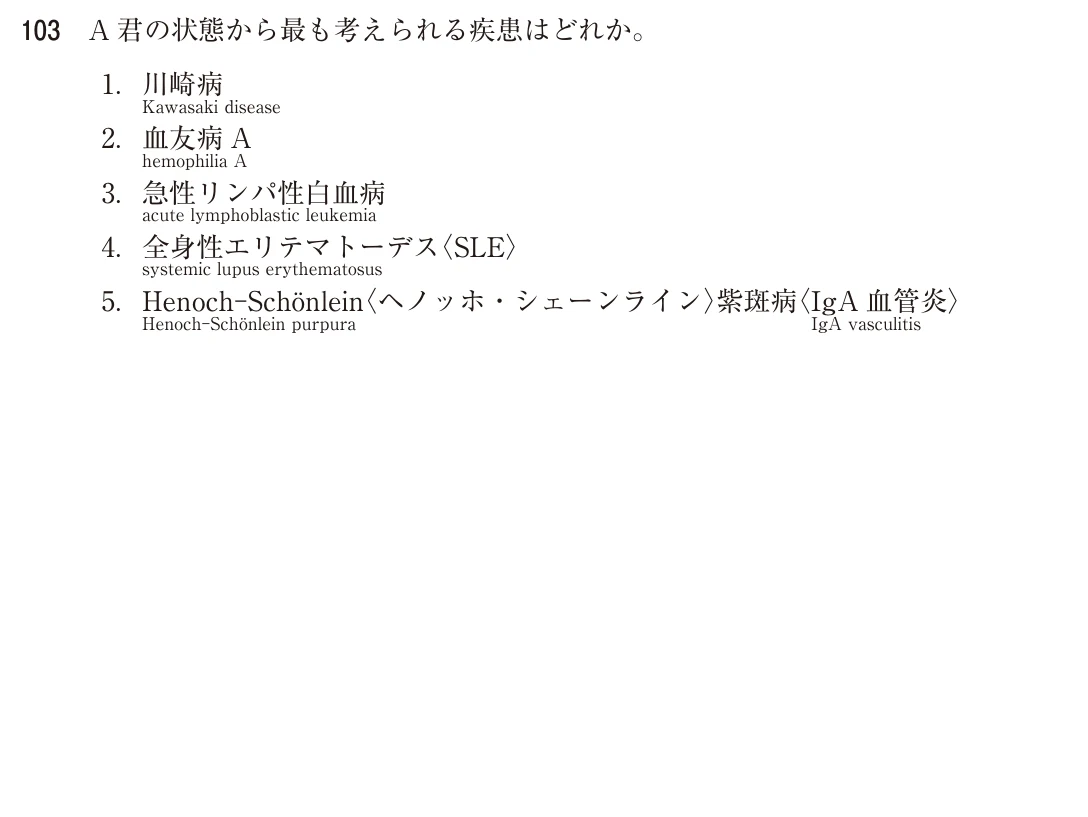 103 A 君の状態から最も考えられる疾患はどれか。
1. 川崎病
Kawasaki disease
2. 血友病 A
hemophilia A
3. 急性リンパ性白血病
acute lymphoblastic leukemia
4. 全身性エリテマトーデス〈SLE〉
systemic lupus erythematosus
5. Henoch-Schönlein〈ヘノッホ・シェーンライン〉紫斑病〈IgA 血管炎〉
Henoch-Schönlein purpura IgA vasculitis